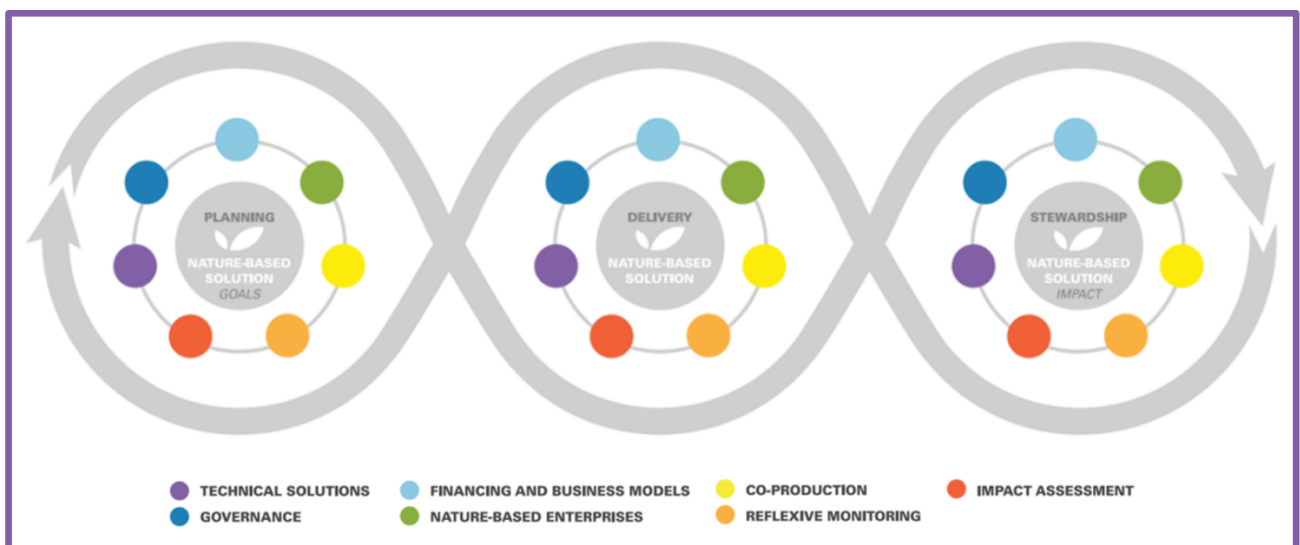 PLANNING
NATURE-BASED
SOLUTION
GOALS
DELIVERY
NATURE-BASED
SOLUTION
STEWARDSHIP
NATURE-BASED
SOLUTION
IMPACT
TECHNICAL SOLUTIONS
FINANCING AND BUSINESS MODELS
CO-PRODUCTION
IMPACT ASSESSMENT
GOVERNANCE
NATURE-BASED ENTERPRISES
REFLEXIVE MONITORING